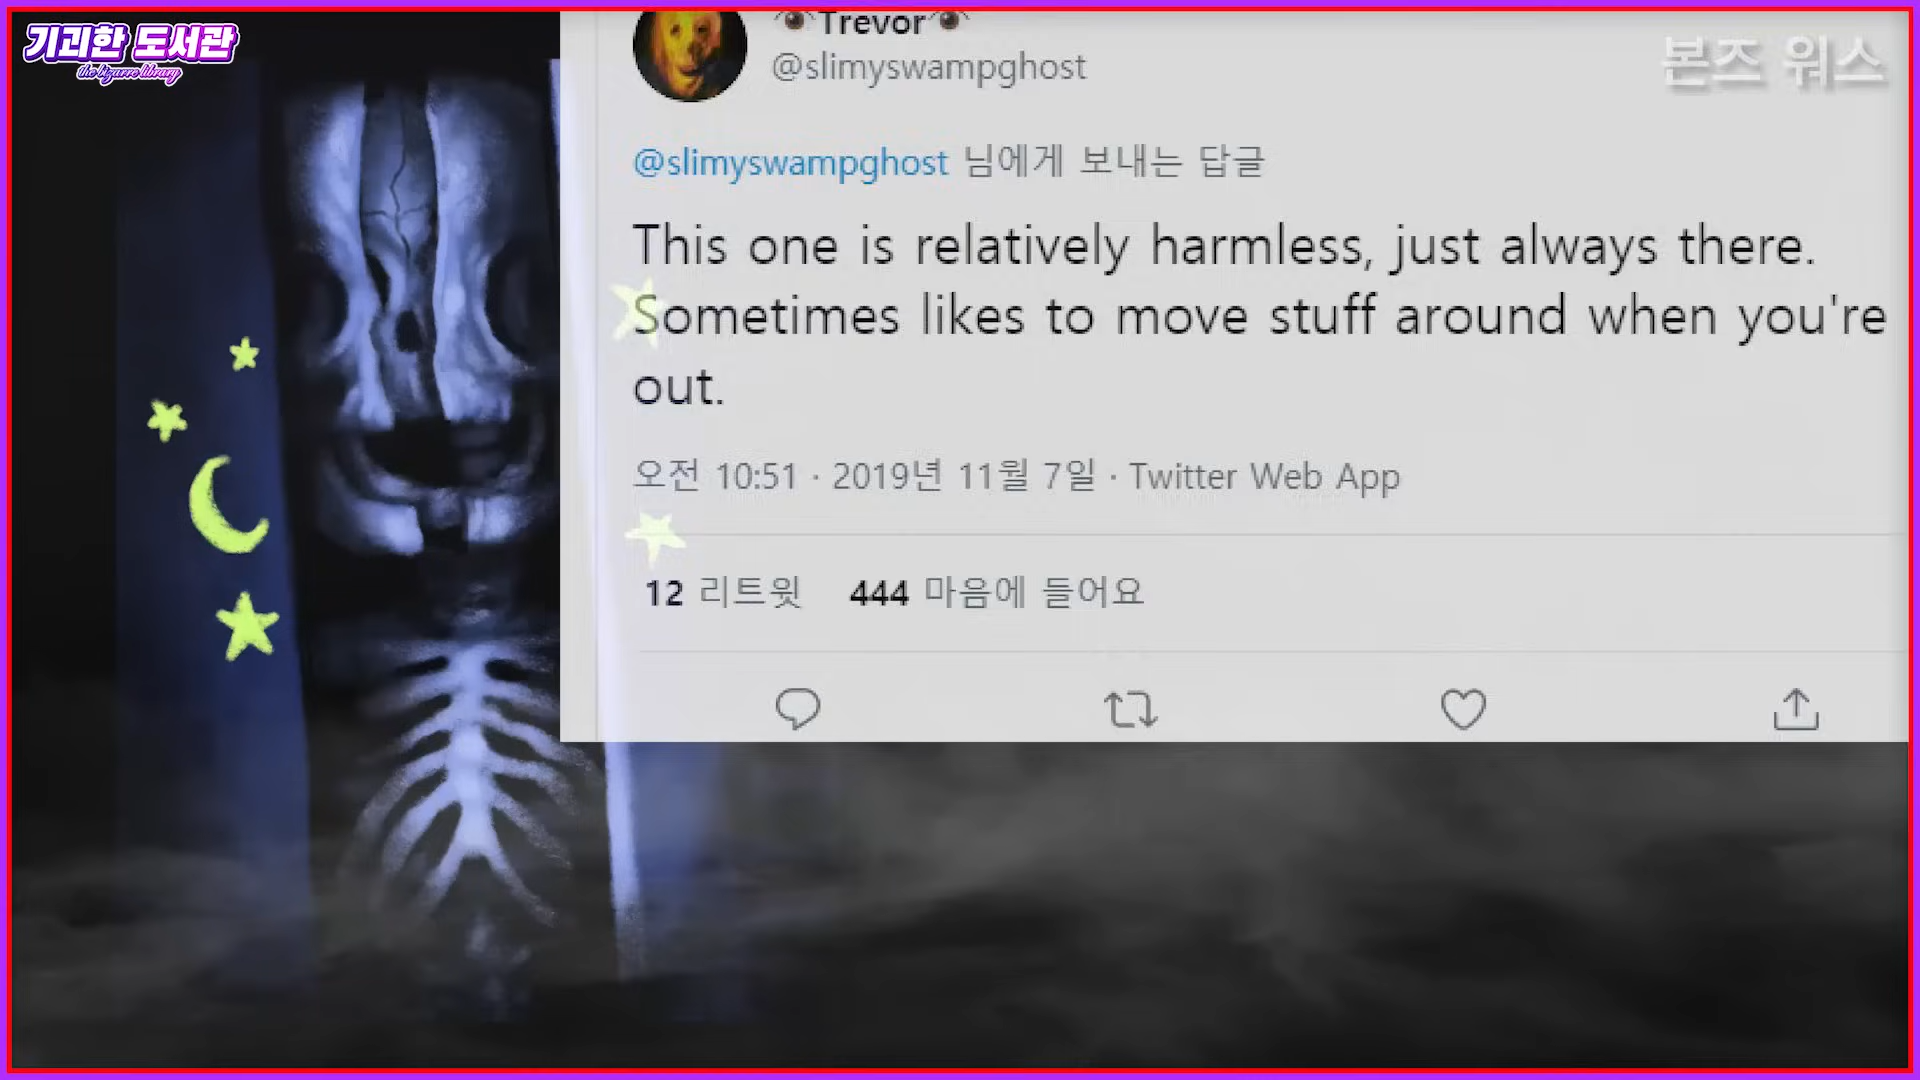 기괴한 도서관
the bizarre library
본즈 워스
Trevor
@slimyswampghost
@slimyswampghost 님에게 보내는 답글
This one is relatively harmless, just always there.
Sometimes likes to move stuff around when you're
out.
오전 10:51 · 2019년 11월 7일 · Twitter Web App
12 리트윗 444 마음에 들어요